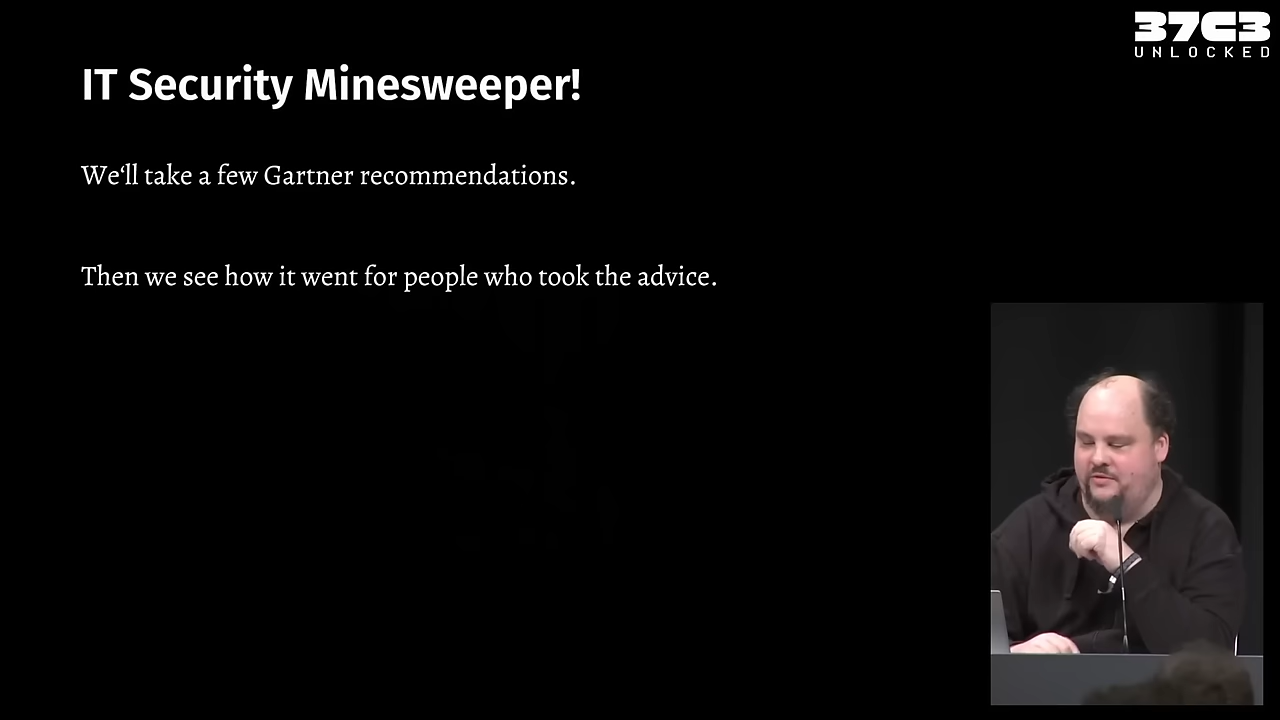 37C3
UNLOCKED
IT Security Minesweeper!
We‘ll take a few Gartner recommendations.
Then we see how it went for people who took the advice.